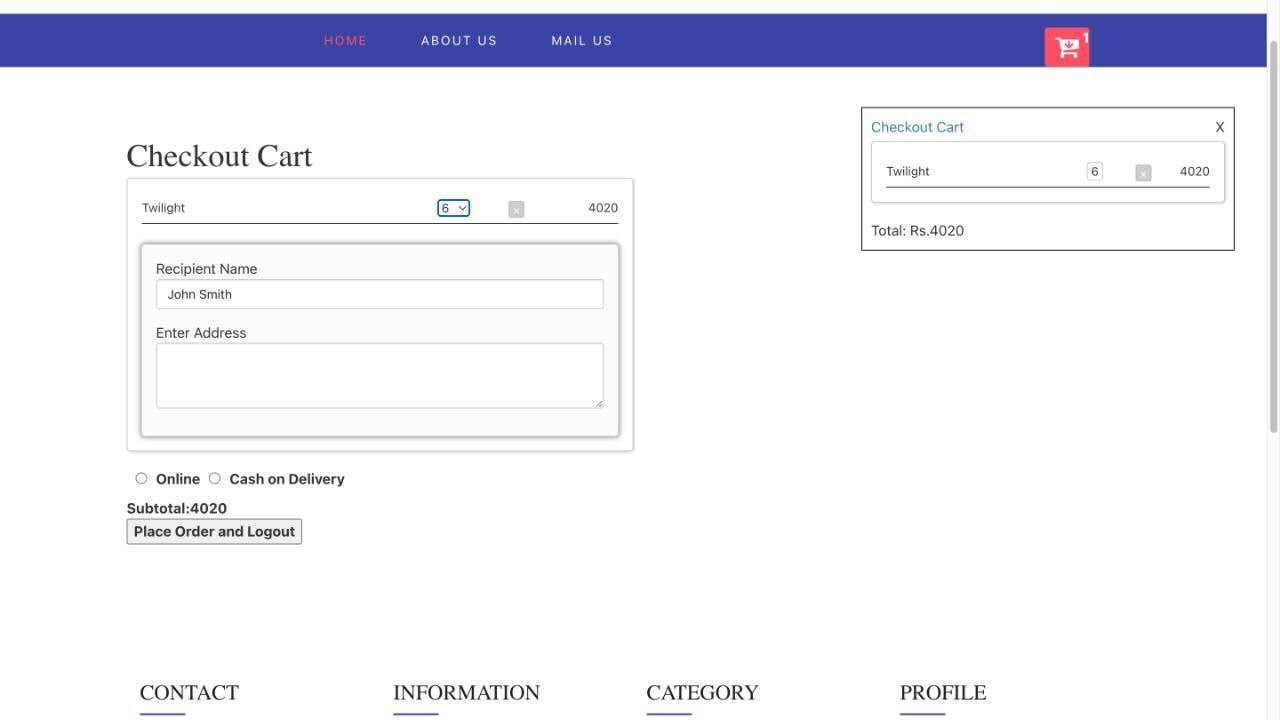 HOME ABOUT US MAIL US 1
Checkout Cart X
Twilight 6 x 4020
Total: Rs.4020
Checkout Cart
Twilight 6 x 4020
Recipient Name
John Smith
Enter Address
Online Cash on Delivery
Subtotal:4020
Place Order and Logout
CONTACT INFORMATION CATEGORY PROFILE